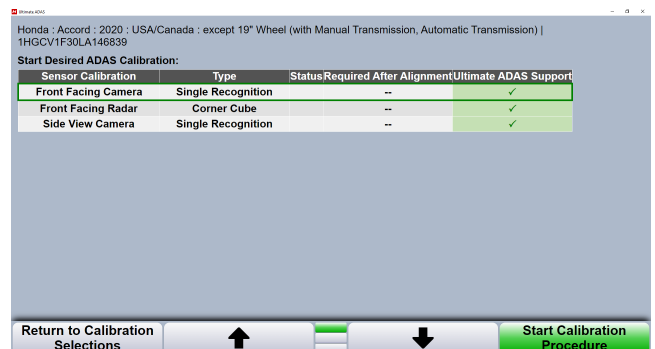 Ultimate ADAS
Honda : Accord : 2020 : USA/Canada : except 19" Wheel (with Manual Transmission, Automatic Transmission) |
1HGCV1F30LA146839
Start Desired ADAS Calibration:
Sensor Calibration Type Status Required After Alignment Ultimate ADAS Support
Front Facing Camera Single Recognition -- ✓
Front Facing Radar Corner Cube -- ✓
Side View Camera Single Recognition -- ✓
Return to Calibration Selections
Start Calibration Procedure